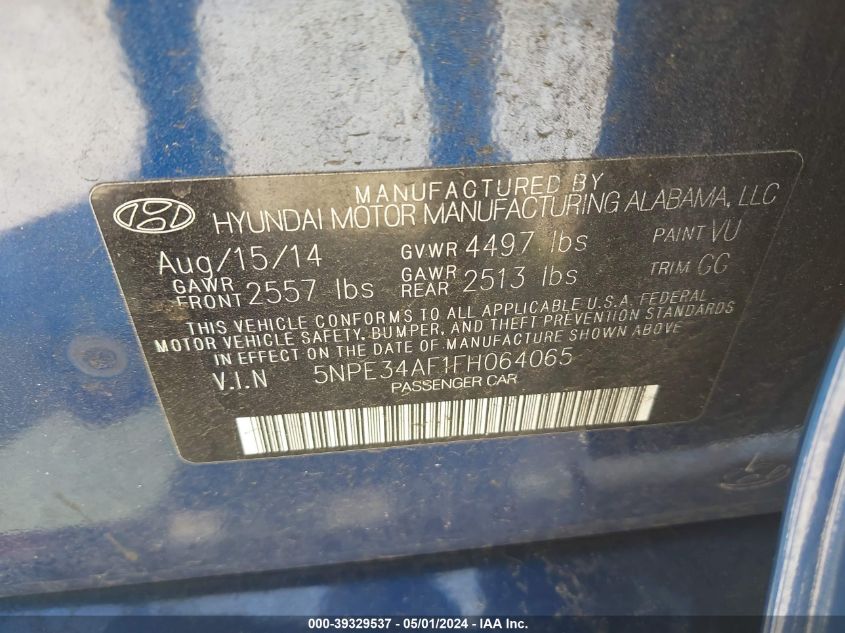 MANUFACTURED BY
HYUNDAI MOTOR MANUFACTURING ALABAMA, LLC
Aug/15/14 GVWR 4497 lbs PAINT VU
GAWR FRONT 2557 lbs GAWR REAR 2513 lbs TRIM GG
THIS VEHICLE CONFORMS TO ALL APPLICABLE U.S.A. FEDERAL
MOTOR VEHICLE SAFETY, BUMPER, AND THEFT PREVENTION STANDARDS
IN EFFECT ON THE DATE OF MANUFACTURE SHOWN ABOVE
V.I.N 5NPE34AF1FH064065
PASSENGER CAR
000-39329537 - 05/01/2024 - IAA Inc.